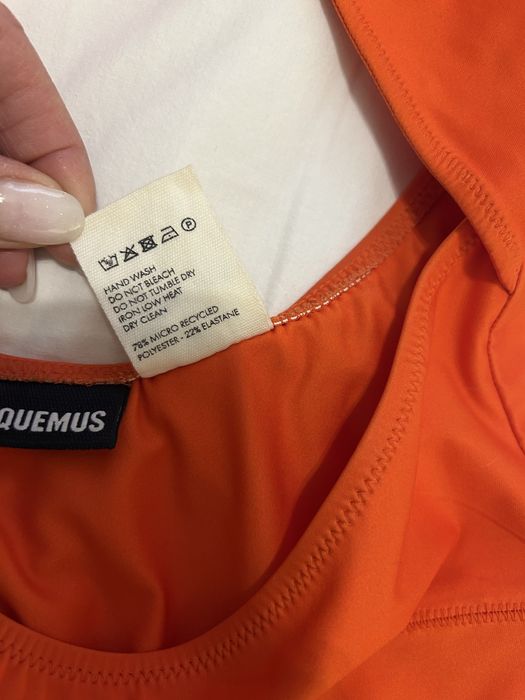 HAND WASH
DO NOT BLEACH
DO NOT TUMBLE DRY
IRON LOW HEAT
DRY CLEAN
78% MICRO RECYCLED
POLYESTER - 22% ELASTANE
QUEMUS